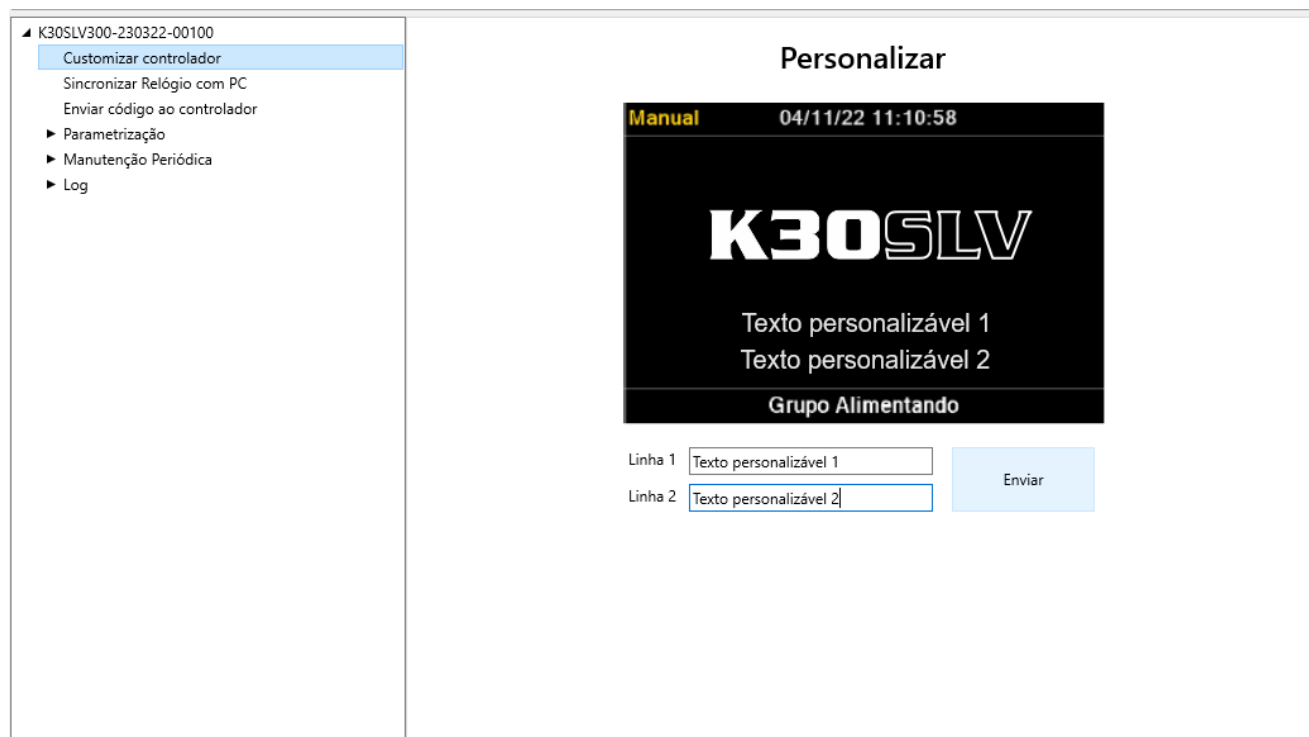 K30SLV300-230322-00100
Customizar controlador
Sincronizar Relógio com PC
Enviar código ao controlador
Parametrização
Manutenção Periódica
Log
Personalizar
Manual 04/11/22 11:10:58
K30SLV
Texto personalizável 1
Texto personalizável 2
Grupo Alimentando
Linha 1 Texto personalizável 1
Linha 2 Texto personalizável 2
Enviar